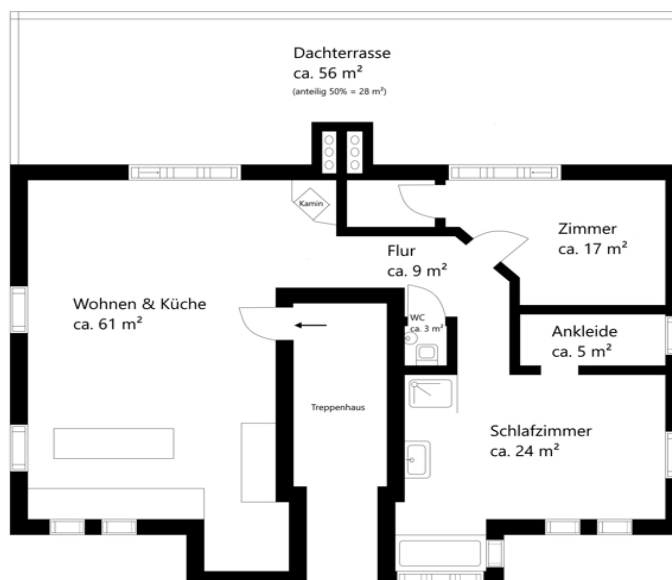 Dachterrasse
ca. 56 m²
(anteilig 50% = 28 m²)
Kamin
Zimmer
ca. 17 m²
Flur
ca. 9 m²
Wohnen & Küche
ca. 61 m²
WC
ca. 3 m²
Ankleide
ca. 5 m²
Treppenhaus
Schlafzimmer
ca. 24 m²